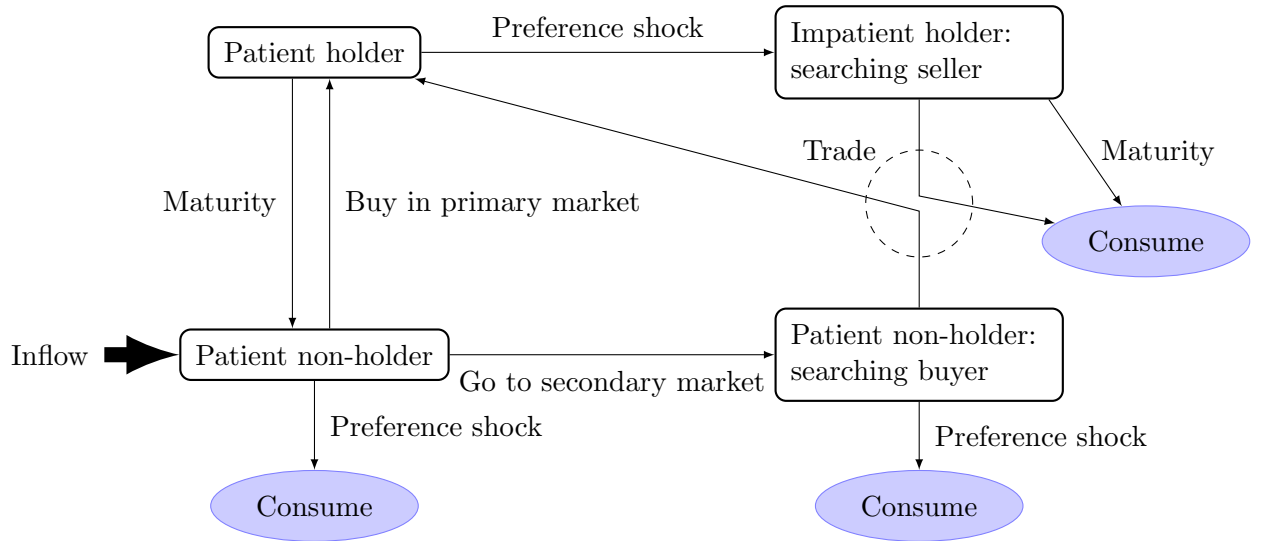 Patient holder
Preference shock
Impatient holder:
searching seller
Trade
Maturity
Maturity
Buy in primary market
Consume
Inflow
Patient non-holder
Go to secondary market
Patient non-holder:
searching buyer
Preference shock
Preference shock
Consume
Consume